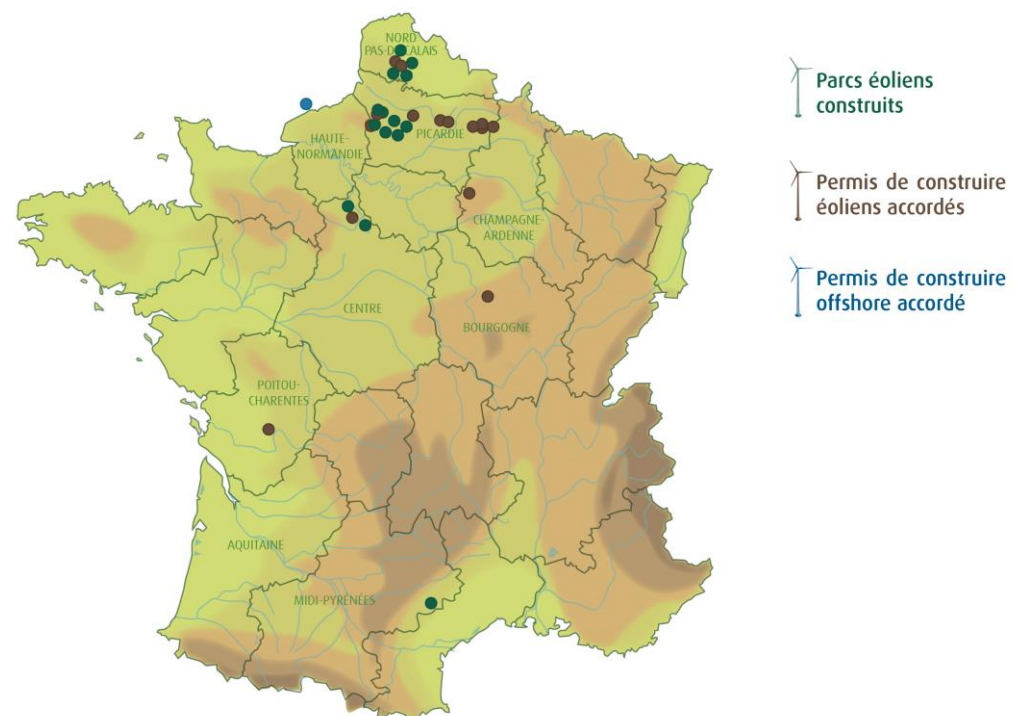 NORD
PAS-DE-CALAIS
PICARDIE
HAUTE-
NORMANDIE
CHAMPAGNE-
ARDENNE
CENTRE
BOURGOGNE
POITOU-
CHARENTES
AQUITAINE
MIDI-PYRÉNÉES
Parcs éoliens
construits
Permis de construire
éoliens accordés
Permis de construire
offshore accordé